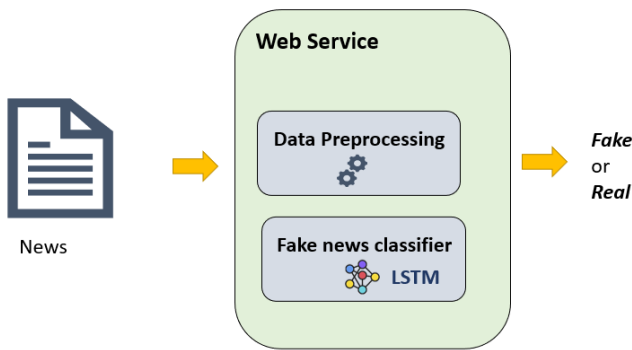 Web Service
Data Preprocessing
Fake news classifier
LSTM
News
Fake
or
Real